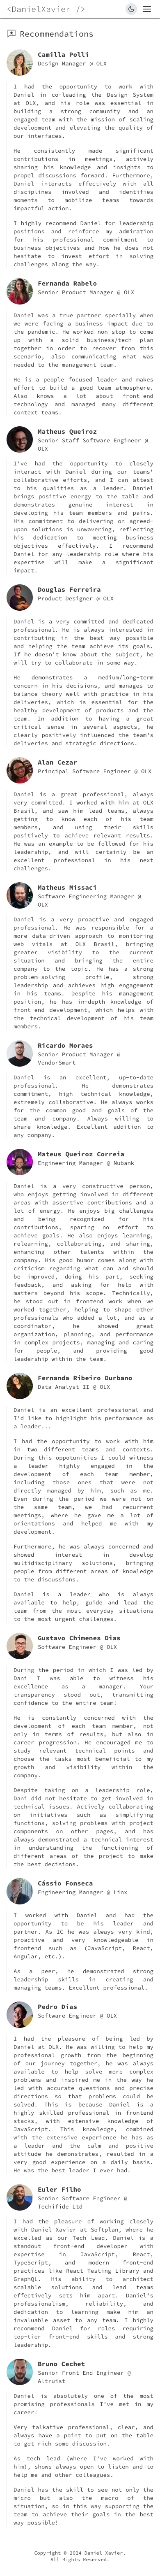 <DanielXavier />
Recommendations
Camilla Polli
Design Manager @ OLX
I had the opportunity to work with
Daniel in co-leading the Design System
at OLX, and his role was essential in
building a strong community and an
engaged team with the mission of scaling
development and elevating the quality of
our interfaces.
He consistently made significant
contributions in meetings, actively
sharing his knowledge and insights to
propel discussions forward. Furthermore,
Daniel interacts effectively with all
disciplines involved and identifies
moments to mobilize teams towards
impactful action.
I highly recommend Daniel for leadership
positions and reinforce my admiration
for his professional commitment to
business objectives and how he does not
hesitate to invest effort in solving
challenges along the way.
Fernanda Rabelo
Senior Product Manager @ OLX
Daniel was a true partner specially when
we were facing a business impact due to
the pandemic. He worked non stop to come
up with a solid business/tech plan
together in order to recover from this
scenario, also communicating what was
needed to the management team.
He is a people focused leader and makes
effort to build a good team atmosphere.
Also knows a lot about front-end
technology and managed many different
context teams.
Matheus Queiroz
Senior Staff Software Engineer @
OLX
I've had the opportunity to closely
interact with Daniel during our teams'
collaborative efforts, and I can attest
to his qualities as a leader. Daniel
brings positive energy to the table and
demonstrates genuine interest in
developing his team members and pairs.
His commitment to delivering on agreed-
upon solutions is unwavering, reflecting
his dedication to meeting business
objectives effectively. I recommend
Daniel for any leadership role where his
expertise will make a significant
impact.
Douglas Ferreira
Product Designer @ OLX
Daniel is a very committed and dedicated
professional. He is always interested in
contributing in the best way possible
and helping the team achieve its goals.
If he doesn't know about the subject, he
will try to collaborate in some way.
He demonstrates a medium/long-term
concern in his decisions, and manages to
balance theory well with practice in his
deliveries, which is essential for the
healthy development of products and the
team. In addition to having a great
critical sense in several aspects, he
clearly positively influenced the team's
deliveries and strategic directions.
Alan Cezar
Principal Software Engineer @ OLX
Daniel is a great professional, always
very committed. I worked with him at OLX
Brasil, and saw him lead teams, always
getting to know each of his team
members, and using their skills
positively to achieve relevant results.
He was an example to be followed for his
leadership, and will certainly be an
excellent professional in his next
challenges.
Matheus Missaci
Software Engineering Manager @
OLX
Daniel is a very proactive and engaged
professional. He was responsible for a
more data-driven approach to monitoring
web vitals at OLX Brasil, bringing
greater visibility to the current
situation and bringing the entire
company to the topic. He has a strong
problem-solving profile, strong
leadership and achieves high engagement
in his teams. Despite his management
position, he has in-depth knowledge of
front-end development, which helps with
the technical development of his team
members.
Ricardo Moraes
Senior Product Manager @
VendorSmart
Daniel is an excellent, up-to-date
professional. He demonstrates
commitment, high technical knowledge,
extremely collaborative. He always works
for the common good and goals of the
team and company. Always willing to
share knowledge. Excellent addition to
any company.
Mateus Queiroz Correia
Engineering Manager @ Nubank
Daniel is a very constructive person,
who enjoys getting involved in different
areas with assertive contributions and a
lot of energy. He enjoys big challenges
and being recognized for his
contributions, sparing no effort to
achieve goals. He also enjoys learning,
relearning, collaborating, and sharing,
enhancing other talents within the
company. His good humor comes along with
criticism regarding what can and should
be improved, doing his part, seeking
feedback, and asking for help with
matters beyond his scope. Technically,
he stood out in frontend work when we
worked together, helping to shape other
professionals who added a lot, and as a
coordinator, he showed great
organization, planning, and performance
in complex projects, managing and caring
for people, and providing good
leadership within the team.
Fernanda Ribeiro Durbano
Data Analyst II @ OLX
Daniel is an excellent professional and
I'd like to highlight his performance as
a leader...
I had the opportunity to work with him
in two different teams and contexts.
During this opportunities I could witness
a leader highly engaged in the
development of each team member,
including those ones that were not
directly managed by him, such as me.
Even during the period we were not on
the same team, we had recurrent
meetings, where he gave me a lot of
orientations and helped me with my
development.
Furthermore, he was always concerned and
showed interest in develop
multidisciplinary solutions, bringing
people from different areas of knowledge
to the discussions.
Daniel is a leader who is always
available to help, guide and lead the
team from the most everyday situations
to the most urgent challenges.
Gustavo Chimenes Dias
Software Engineer @ OLX
During the period in which I was led by
Dani I was able to witness his
excellence as a manager. Your
transparency stood out, transmitting
confidence to the entire team!
He is constantly concerned with the
development of each team member, not
only in terms of results, but also in
career progression. He encouraged me to
study relevant technical points and
choose the tasks most beneficial to my
growth and visibility within the
company.
Despite taking on a leadership role,
Dani did not hesitate to get involved in
technical issues. Actively collaborating
on initiatives such as simplifying
functions, solving problems with project
components on other pages, and has
always demonstrated a technical interest
in understanding the functioning of
different areas of the project to make
the best decisions.
Cássio Fonseca
Engineering Manager @ Linx
I worked with Daniel and had the
opportunity to be his leader and
partner. As IC he was always very kind,
proactive and very knowledgeable in
frontend such as (JavaScript, React,
Angular, etc.).
As a peer, he demonstrated strong
leadership skills in creating and
managing teams. Excellent professional.
Pedro Dias
Software Engineer @ OLX
I had the pleasure of being led by
Daniel at OLX. He was willing to help my
professional growth from the beginning
of our journey together, he was always
available to help solve more complex
problems and inspired me in the way he
led with accurate questions and precise
directions so that problems could be
solved. This is because Daniel is a
highly skilled professional in frontend
stacks, with extensive knowledge of
JavaScript. This knowledge, combined
with the extensive experience he has as
a leader and the calm and positive
attitude he demonstrates, resulted in a
very good experience on a daily basis.
He was the best leader I ever had.
Euler Filho
Senior Software Engineer @
Techifide Ltd
I had the pleasure of working closely
with Daniel Xavier at Softplan, where he
excelled as our Tech Lead. Daniel is a
standout front-end developer with
expertise in JavaScript, React,
TypeScript, and modern front-end
practices like React Testing Library and
GraphQL. His ability to architect
scalable solutions and lead teams
effectively sets him apart. Daniel's
professionalism, reliability, and
dedication to learning make him an
invaluable asset to any team. I highly
recommend Daniel for roles requiring
top-tier front-end skills and strong
leadership.
Bruno Cechet
Senior Front-End Engineer @
Altruist
Daniel is absolutely one of the most
promising professionals I've met in my
career!
Very talkative professional, clear, and
always have a point to put on the table
to get rich some discussion.
As tech lead (where I've worked with
him), shows always open to listen and to
help me and other colleagues.
Daniel has the skill to see not only the
micro but also the macro of the
situation, so in this way supporting the
team to achieve their goals in the best
way possible!
Copyright © 2024 Daniel Xavier.
All Rights Reserved.